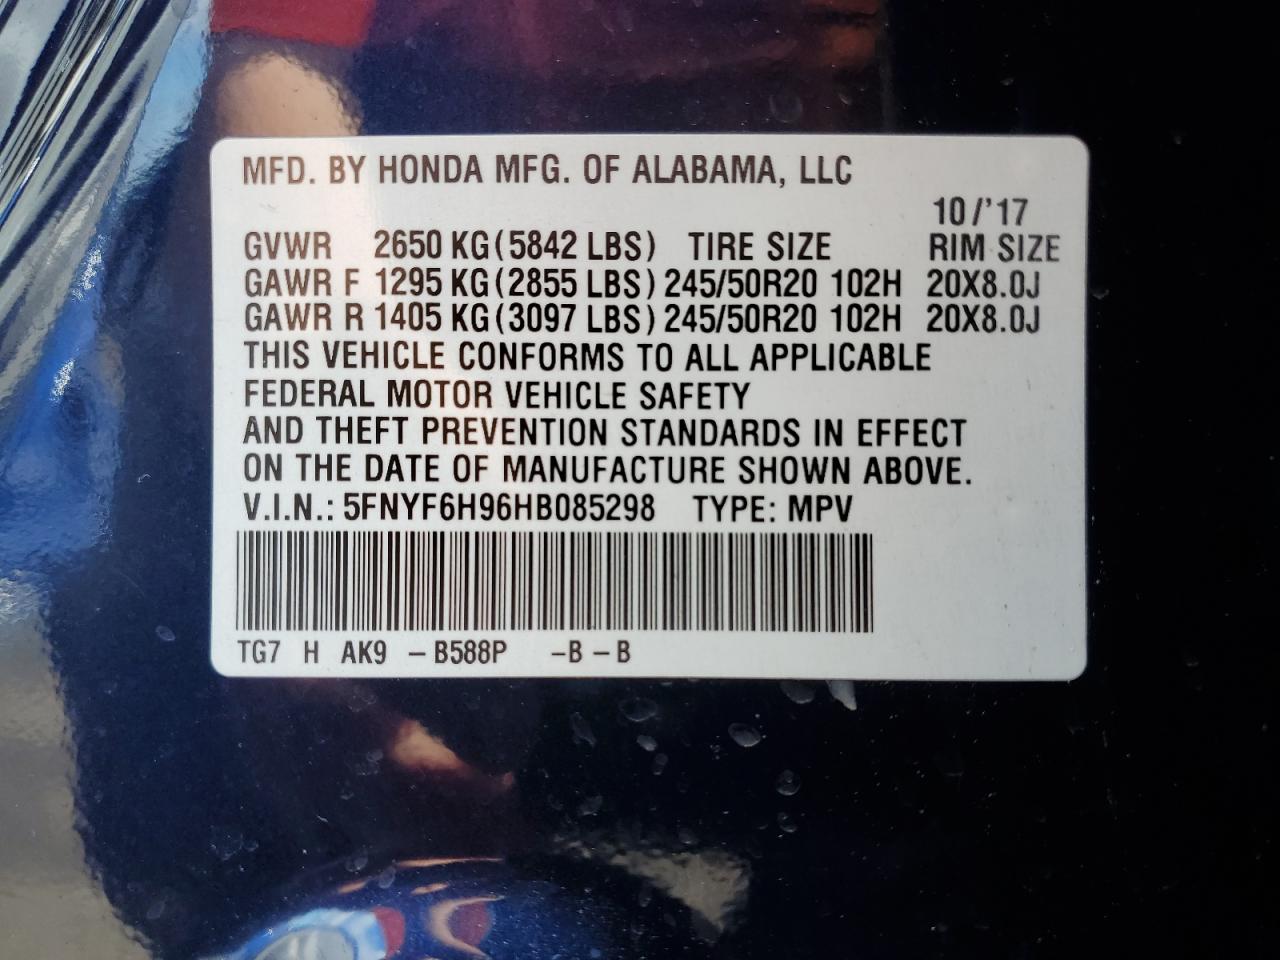 MFD. BY HONDA MFG. OF ALABAMA, LLC
10/'17
GVWR 2650 KG(5842 LBS) TIRE SIZE RIM SIZE
GAWR F 1295 KG(2855 LBS) 245/50R20 102H 20X8.0J
GAWR R 1405 KG(3097 LBS) 245/50R20 102H 20X8.0J
THIS VEHICLE CONFORMS TO ALL APPLICABLE
FEDERAL MOTOR VEHICLE SAFETY
AND THEFT PREVENTION STANDARDS IN EFFECT
ON THE DATE OF MANUFACTURE SHOWN ABOVE.
V.I.N.: 5FNYF6H96HB085298 TYPE: MPV
TG7 H AK9 –B588P -B–B